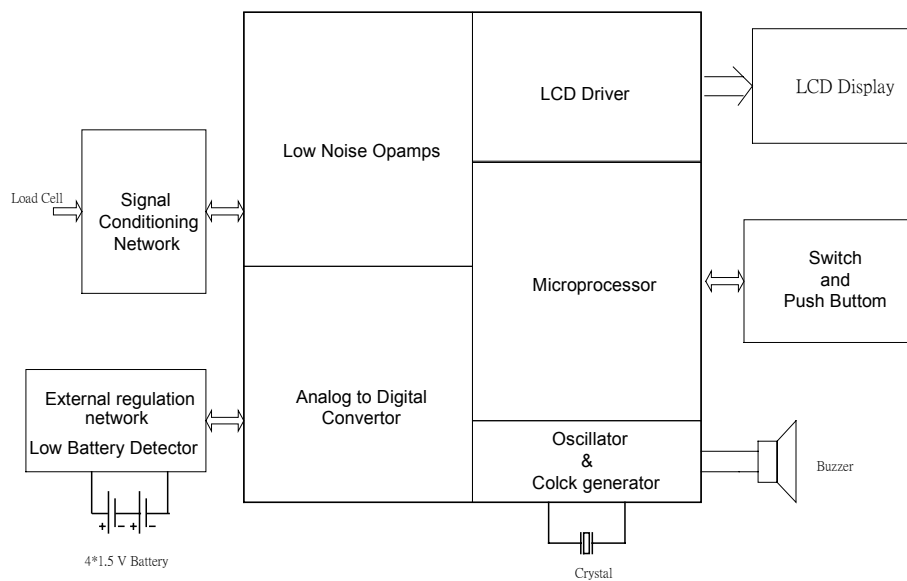 LCD Driver
LCD Display
Low Noise Opamps
Load Cell
Signal
Conditioning
Network
Microprocessor
Switch
and
Push Buttom
External regulation
network
Low Battery Detector
Analog to Digital
Convertor
Oscillator
&
Colck generator
Buzzer
+ - + -
4*1.5 V Battery
Crystal